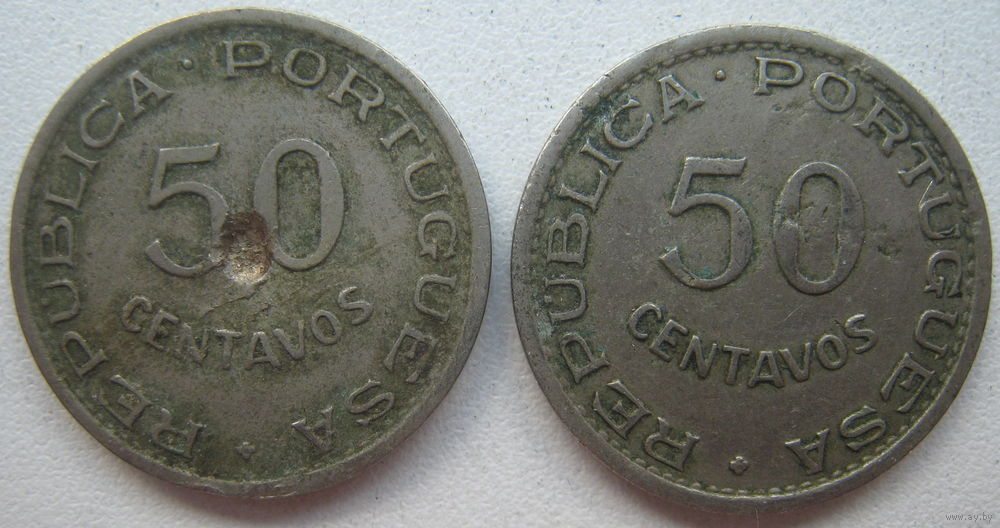 REPUBLICA · PORTUGUESA
50
CENTAVOS
REPUBLICA · PORTUGUESA
50
CENTAVOS
www.ay.by